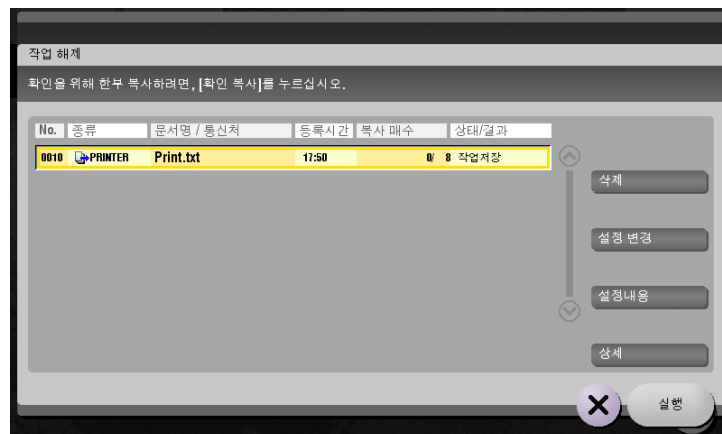 작업 해제
확인을 위해 한부 복사하려면, [확인 복사]를 누르십시오.
No. 종류 문서명 / 통신처 등록시간 복사 매수 상태/결과
0010 PRINTER Print.txt 17:50 0/ 8 작업저장
삭제
설정 변경
설정내용
상세
실행